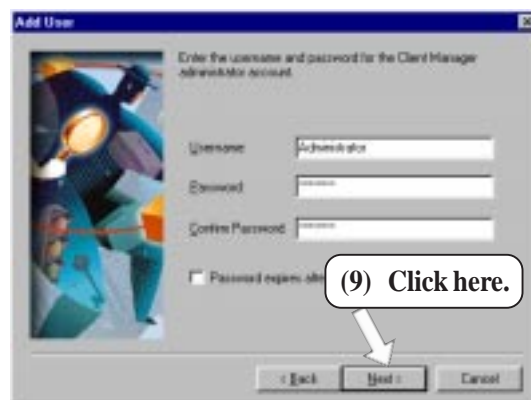 Add User
Enter the username and password for the Client Manager
administrator account.
Username:
Administrator
Password:
********
Confirm Password:
********
Password expires after
(9) Click here.
< Back
Next >
Cancel